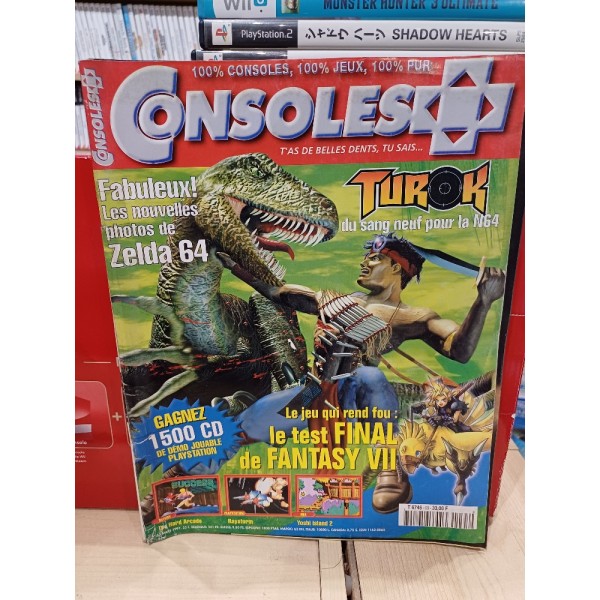 Wii U
MONSTER HUNTER 3 ULTIMATE
PlayStation.2
シャドウハーツ SHADOW HEARTS
100% CONSOLES, 100% JEUX, 100% PUR
CONSOLES+
CONSOLES+
T'AS DE BELLES DENTS, TU SAIS...
Fabuleux!
Les nouvelles
photos de
Zelda 64
TUROK
du sang neuf pour la N64
GAGNEZ
1500 CD
DE DÉMO JOUABLE
PLAYSTATION
Le jeu qui rend fou :
le test FINAL
de FANTASY VII
Raystorm
Yoshi Island 2